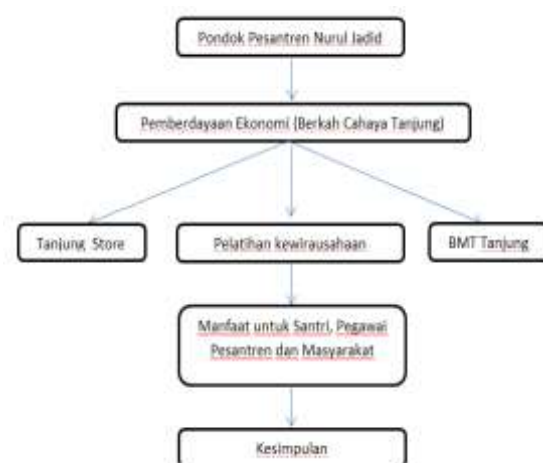 Pondok Pesantren Nurul Jadid
Pemberdayaan Ekonomi (Berkah Cahaya Tanjung)
Tanjung Store
Pelatihan kewirausahaan
BMT Tanjung
Manfaat untuk Santri, Pegawai
Pesantren dan Masyarakat
Kesimpulan